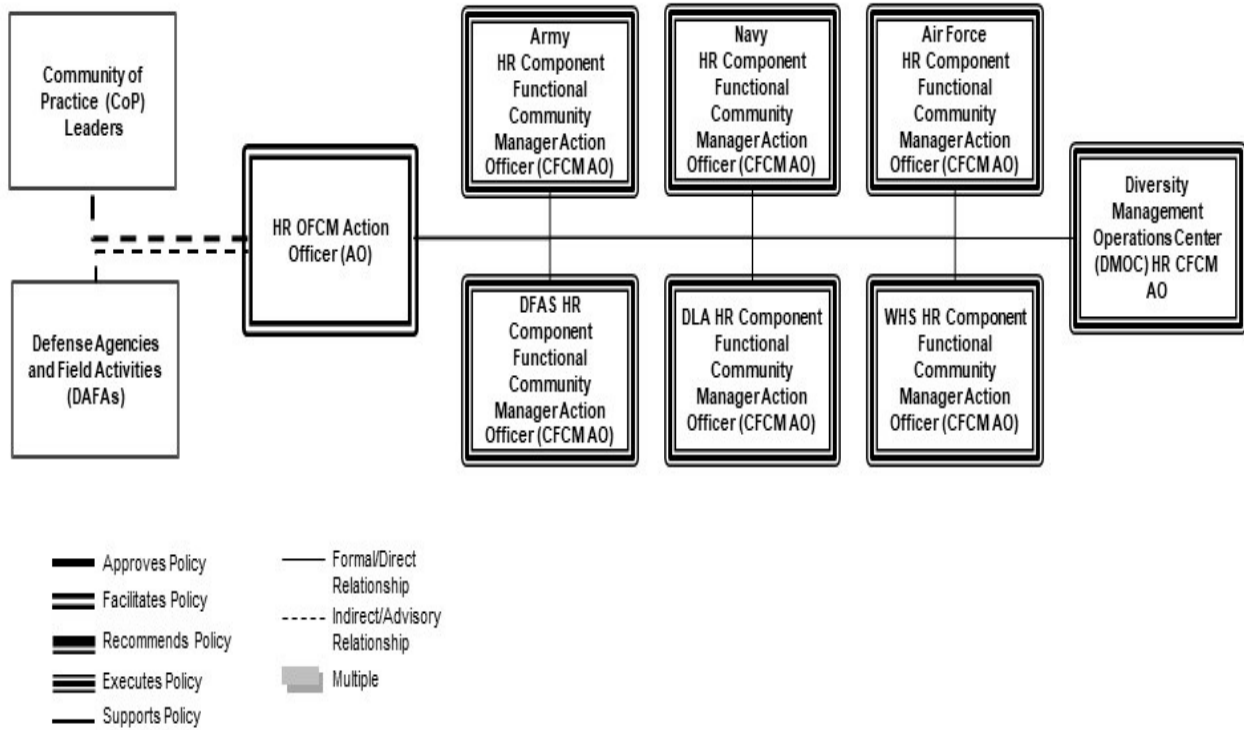 Community of
Practice (CoP)
Leaders
Defense Agencies
and Field Activities
(DAFAs)
HR OFCM Action
Officer (AO)
Army
HR Component
Functional
Community
Manager Action
Officer (CFCM AO)
Navy
HR Component
Functional
Community
Manager Action
Officer (CFCM AO)
Air Force
HR Component
Functional
Community
Manager Action
Officer (CFCM AO)
DFAS HR
Component
Functional
Community
Manager Action
Officer (CFCM AO)
DLA HR Component
Functional
Community
Manager Action
Officer (CFCM AO)
WHS HR Component
Functional
Community
Manager Action
Officer (CFCM AO)
Diversity
Management
Operations Center
(DMOC) HR CFCM
AO
Approves Policy
Facilitates Policy
Recommends Policy
Executes Policy
Supports Policy
Formal/Direct
Relationship
Indirect/Advisory
Relationship
Multiple